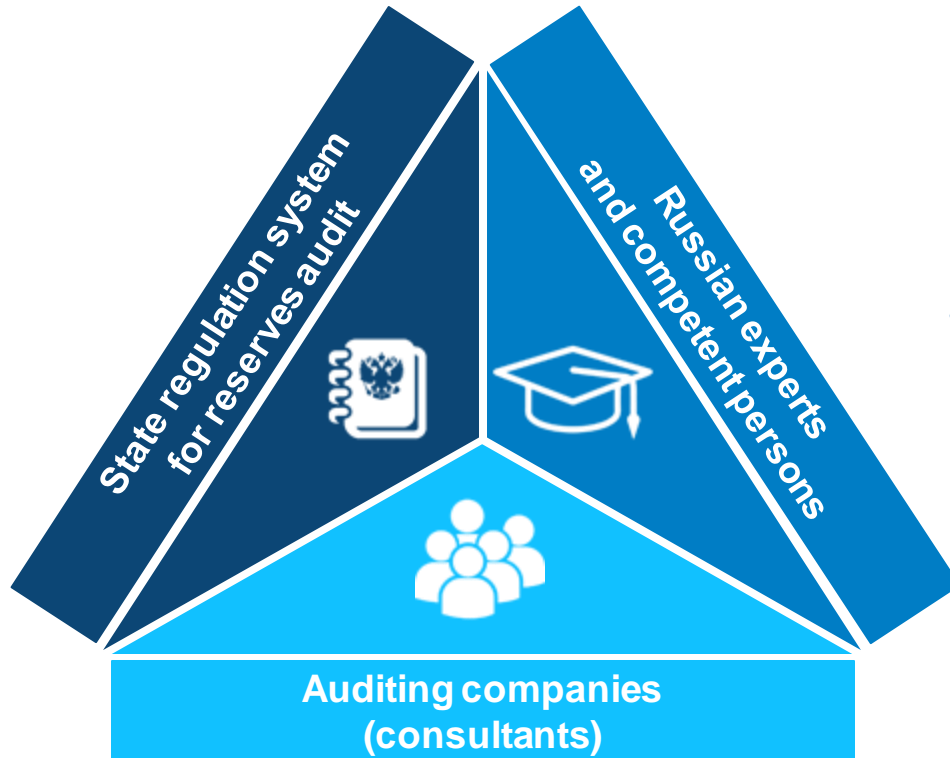 State regulation system
for reserves audit
Russian experts
and competent persons
Auditing companies
(consultants)